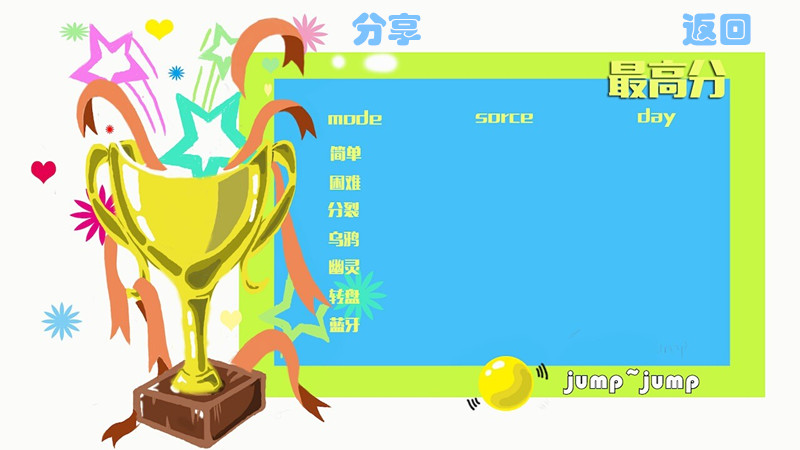 分享 返回
最高分
mode sorce day
简单
困难
分裂
乌鸦
幽灵
转盘
蓝牙
jump~jump